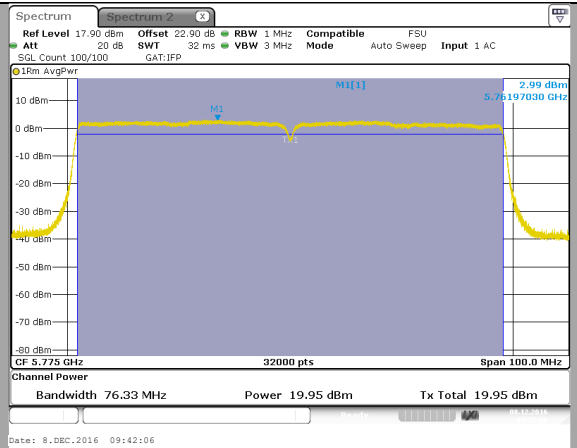 Spectrum Spectrum 2 X
Ref Level 17.90 dBm Offset 22.90 dB RBW 1 MHz Compatible FSU
Att 20 dB SWT 32 ms VBW 3 MHz Mode Auto Sweep Input 1 AC
SGL Count 100/100 GAT:IFP
1Rm AvgPwr
M1[1] 2.99 dBm
5.76197030 GHz
10 dBm
M1
0 dBm
TX1
-10 dBm
-20 dBm
-30 dBm
-40 dBm
-50 dBm
-60 dBm
-70 dBm
-80 dBm
CF 5.775 GHz 32000 pts Span 100.0 MHz
Channel Power
Bandwidth 76.33 MHz Power 19.95 dBm Tx Total 19.95 dBm
Ready 08.12.2016
Date: 8.DEC.2016 09:42:06